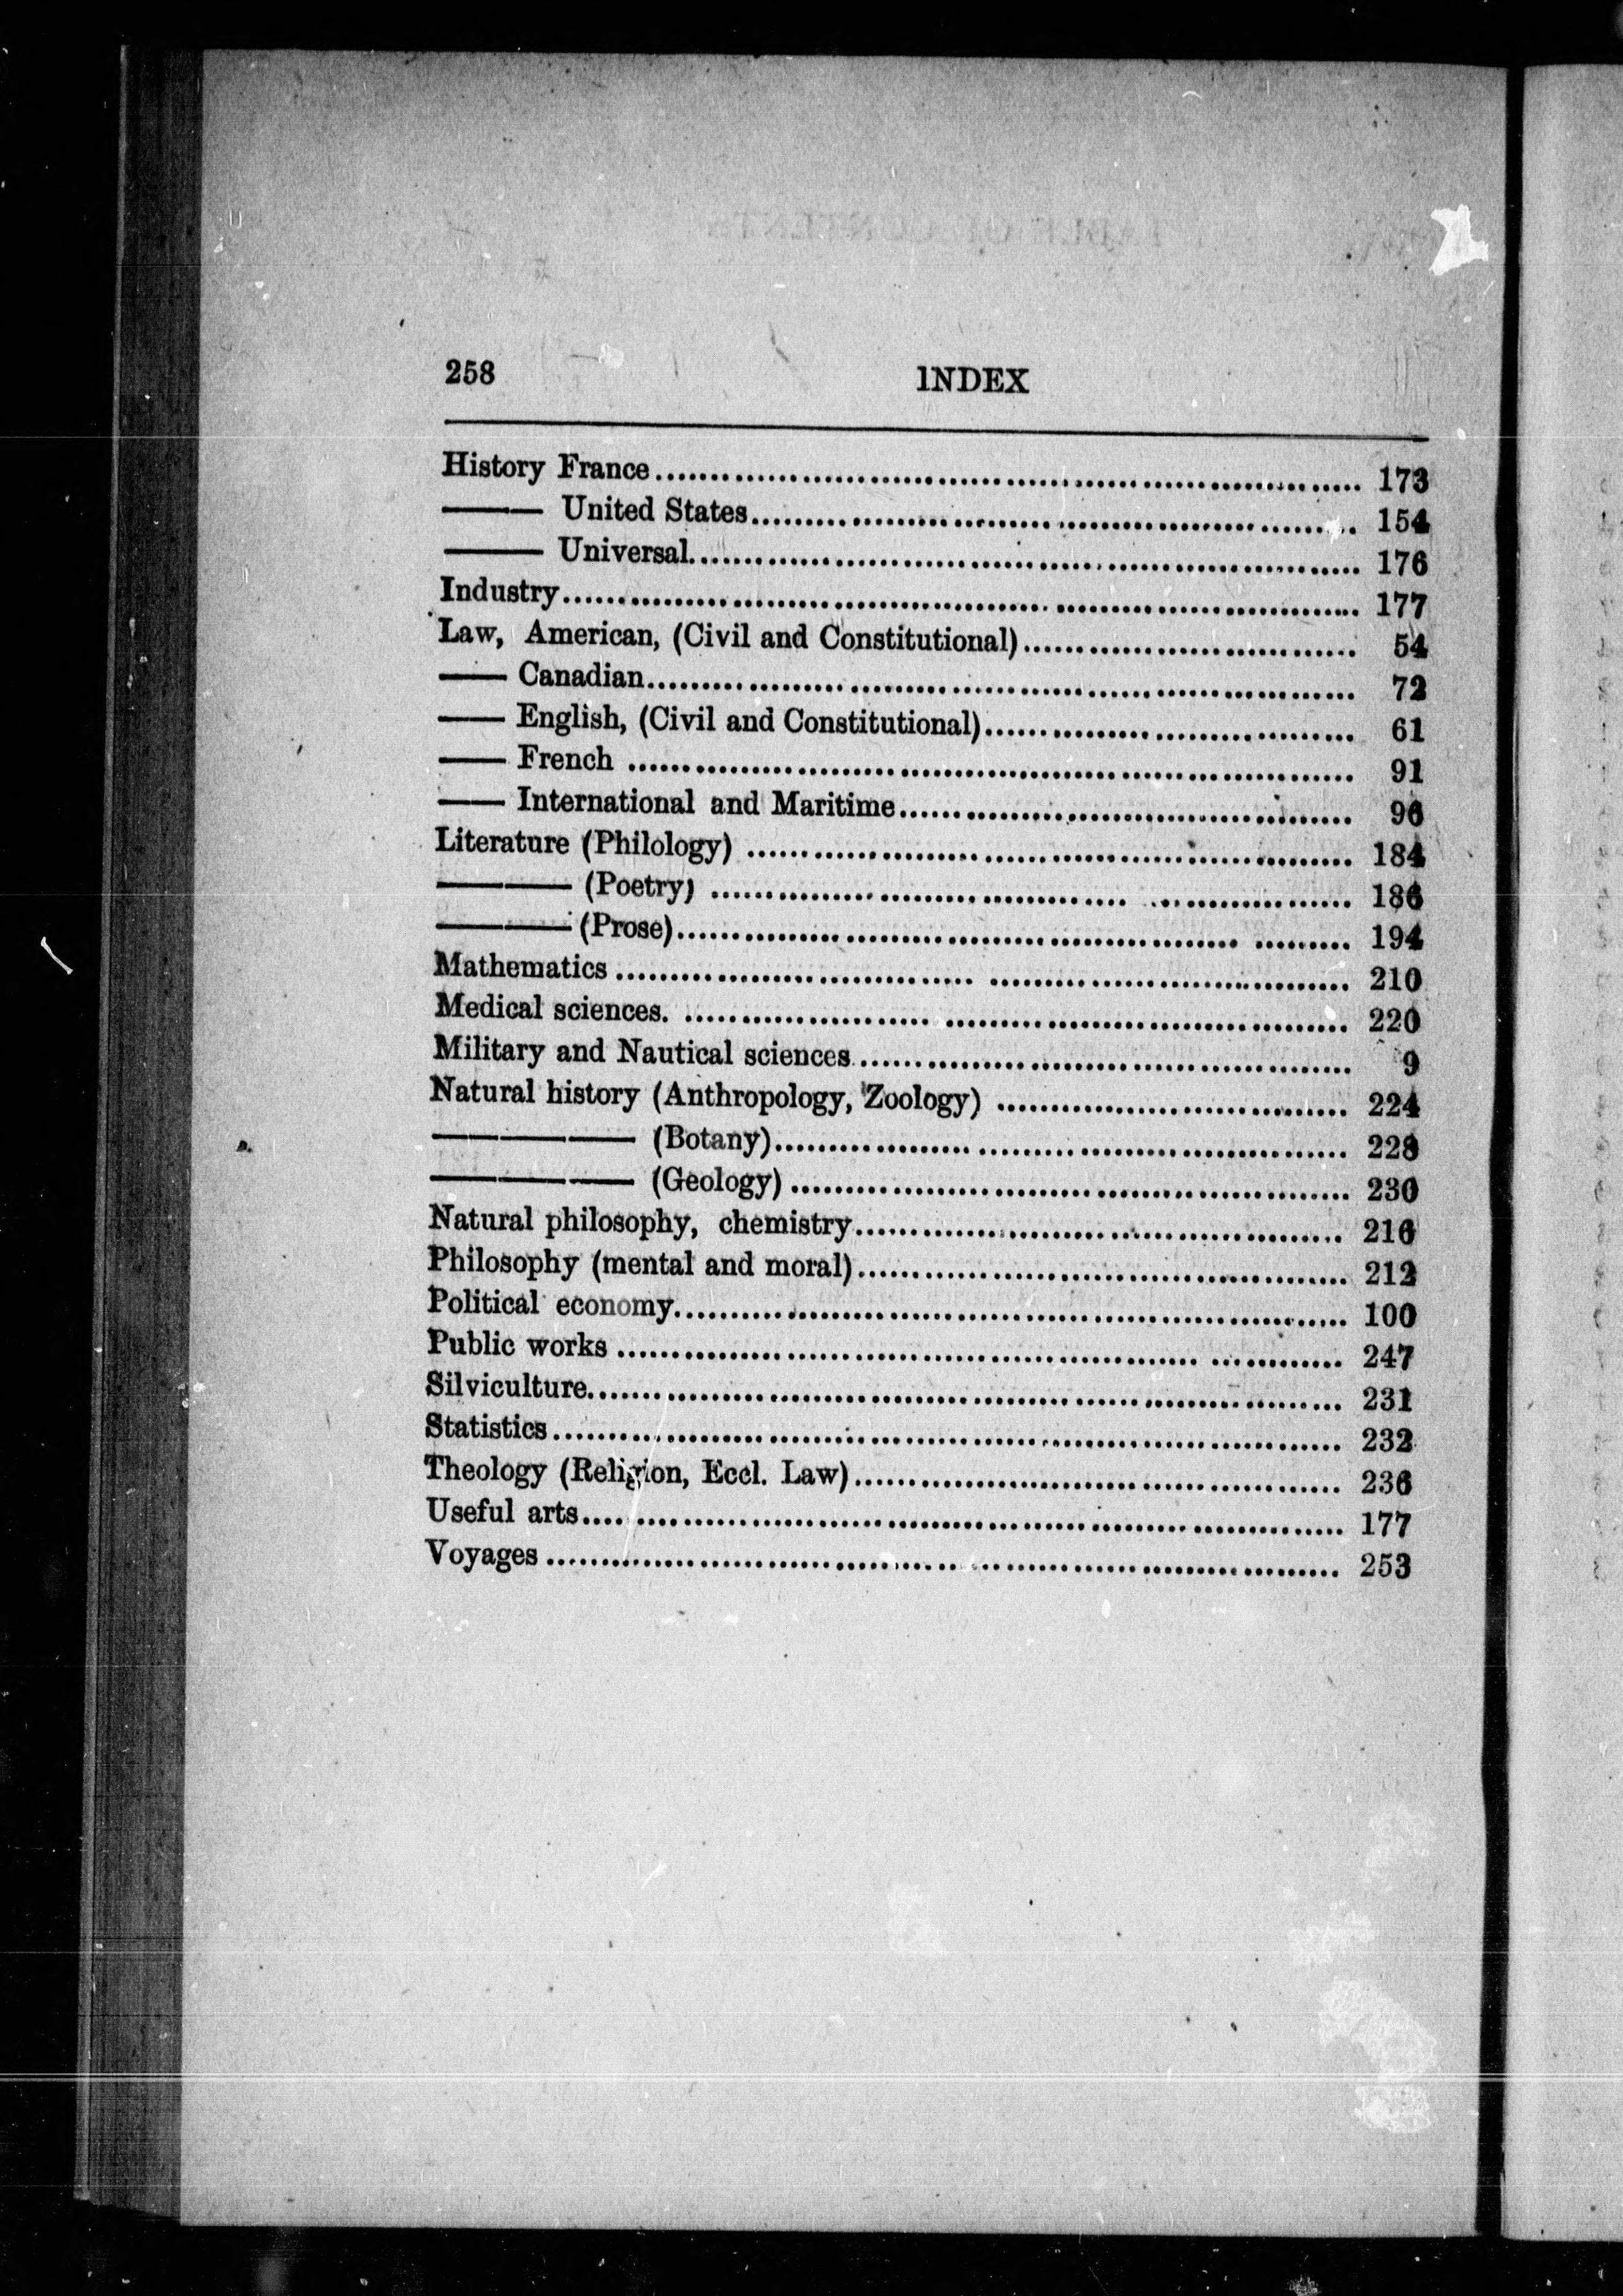 258 INDEX
History France........ 173
——— United States........ 154
——— Universal........ 176
Industry........ 177
Law, American, (Civil and Constitutional)........ 54
—— Canadian........ 72
—— English, (Civil and Constitutional)........ 61
—— French ........ 91
—— International and Maritime........ 96
Literature (Philology) ........ 184
———— (Poetry) ........ 186
———— (Prose)........ 194
Mathematics ........ 210
Medical sciences. ........ 220
Military and Nautical sciences........ 9
Natural history (Anthropology, Zoology) ........ 224
—————— (Botany)........ 228
—————— (Geology) ........ 230
Natural philosophy, chemistry........ 216
Philosophy (mental and moral)........ 212
Political economy........ 100
Public works ........ 247
Silviculture........ 231
Statistics........ 232
Theology (Religion, Eccl. Law)........ 236
Useful arts........ 177
Voyages ........ 253